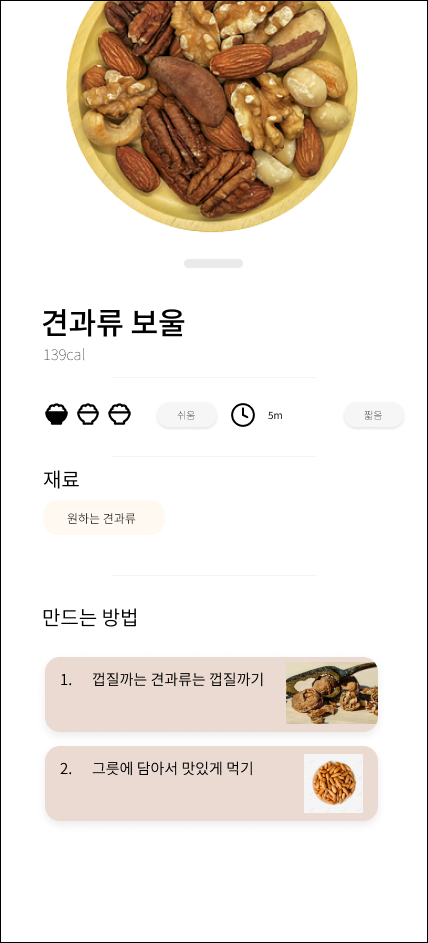 견과류 보울
139cal
쉬움 5m 짧음
재료
원하는 견과류
만드는 방법
1. 껍질까는 견과류는 껍질까기
2. 그릇에 담아서 맛있게 먹기